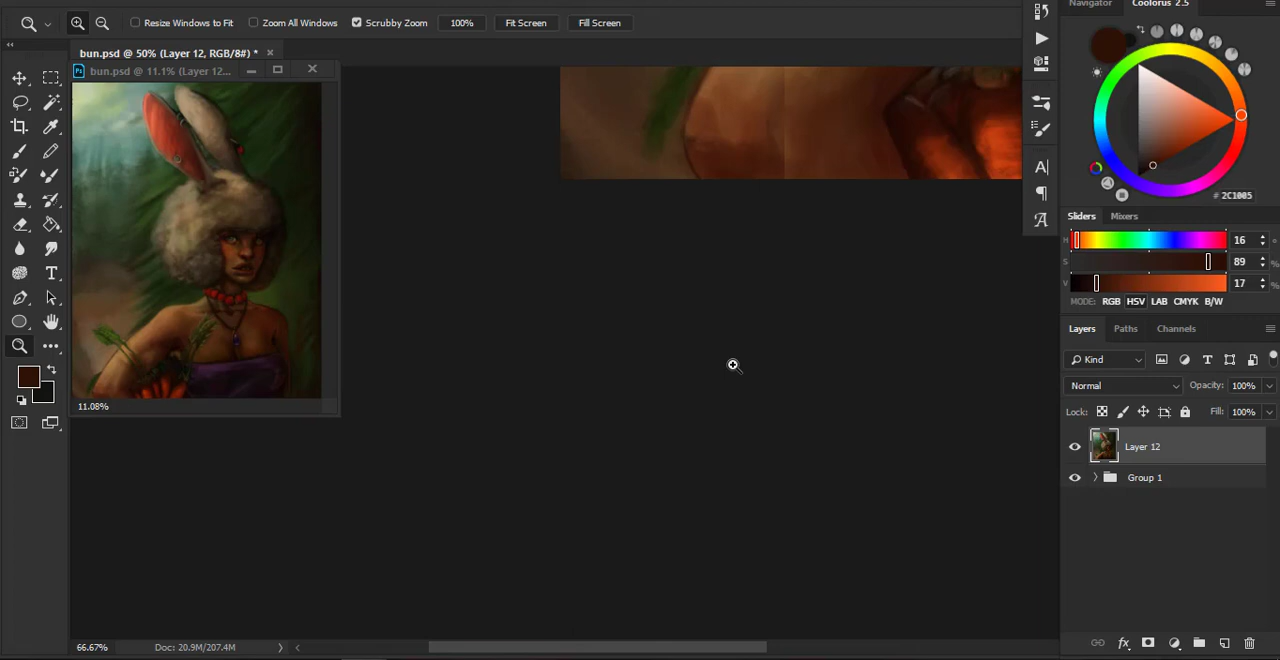 Resize Windows to Fit
Zoom All Windows
Scrubby Zoom
100%
Fit Screen
Fill Screen
Navigator
Coolorus 2.5
bun.psd @ 50% (Layer 12, RGB/8#) *
Ps
bun.psd @ 11.1% (Layer 12...
11.08%
# 2C1005
Sliders
Mixers
H
16
°
S
89
%
V
17
%
MODE: RGB HSV LAB CMYK B/W
Layers
Paths
Channels
Kind
Normal
Opacity: 100%
Lock:
Fill: 100%
Layer 12
Group 1
66.67%
Doc: 20.9M/207.4M